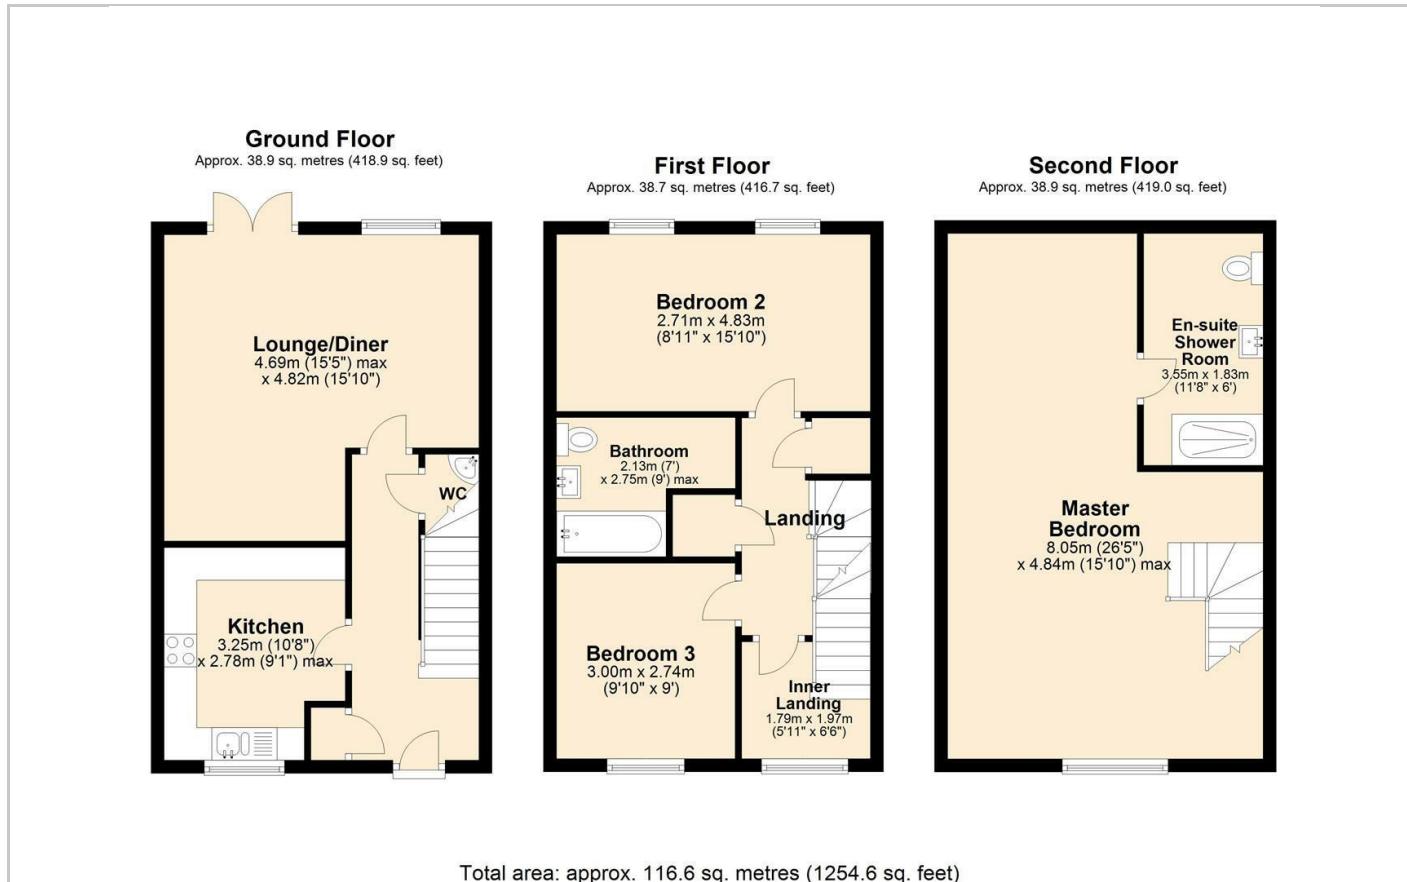 Ground Floor
Approx. 38.9 sq. metres (418.9 sq. feet)
Lounge/Diner
4.69m (15'5") max
x 4.82m (15'10")
WC
Kitchen
3.25m (10'8")
x 2.78m (9'1") max
First Floor
Approx. 38.7 sq. metres (416.7 sq. feet)
Bedroom 2
2.71m x 4.83m
(8'11" x 15'10")
Bathroom
2.13m (7')
x 2.75m (9') max
Landing
Bedroom 3
3.00m x 2.74m
(9'10" x 9')
Inner
Landing
1.79m x 1.97m
(5'11" x 6'6")
Second Floor
Approx. 38.9 sq. metres (419.0 sq. feet)
En-suite
Shower
Room
3.55m x 1.83m
(11'8" x 6')
Master
Bedroom
8.05m (26'5")
x 4.84m (15'10") max
Total area: approx. 116.6 sq. metres (1254.6 sq. feet)